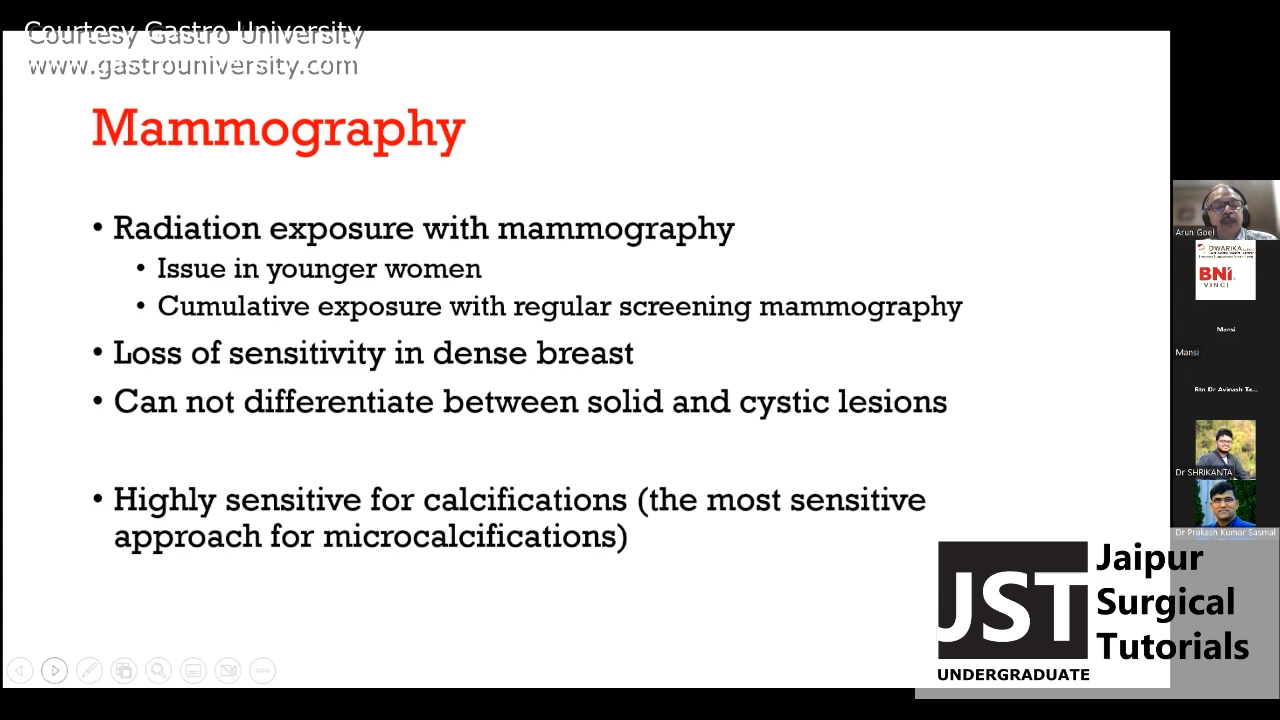 Courtesy Gastro University
www.gastrouniversity.com
Mammography
• Radiation exposure with mammography
• Issue in younger women
• Cumulative exposure with regular screening mammography
• Loss of sensitivity in dense breast
• Can not differentiate between solid and cystic lesions
• Highly sensitive for calcifications (the most sensitive
approach for microcalcifications)
Arun Goel
DWARIKA
BNI
VINCI
Mansi
Mansi
Rtn Dr Avinash Ta...
Dr SHRIKANTA
Dr Prakash Kumar Sasmal
JST
UNDERGRADUATE
Jaipur
Surgical
Tutorials